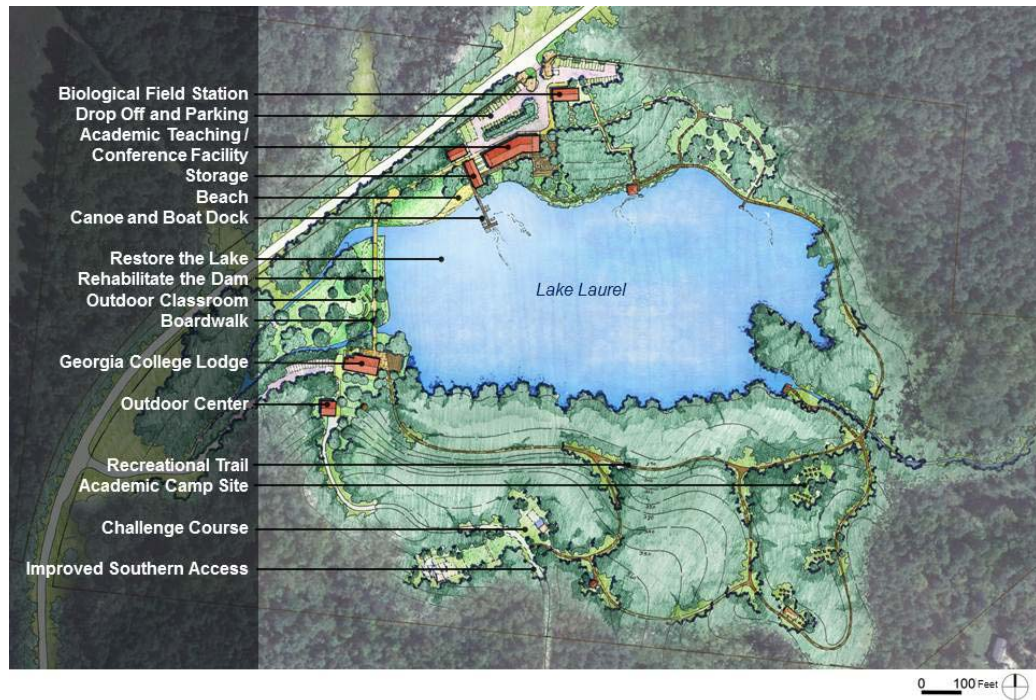 Biological Field Station
Drop Off and Parking
Academic Teaching /
Conference Facility
Storage
Beach
Canoe and Boat Dock
Restore the Lake
Rehabilitate the Dam
Outdoor Classroom
Boardwalk
Georgia College Lodge
Outdoor Center
Recreational Trail
Academic Camp Site
Challenge Course
Improved Southern Access
Lake Laurel
0 100 Feet